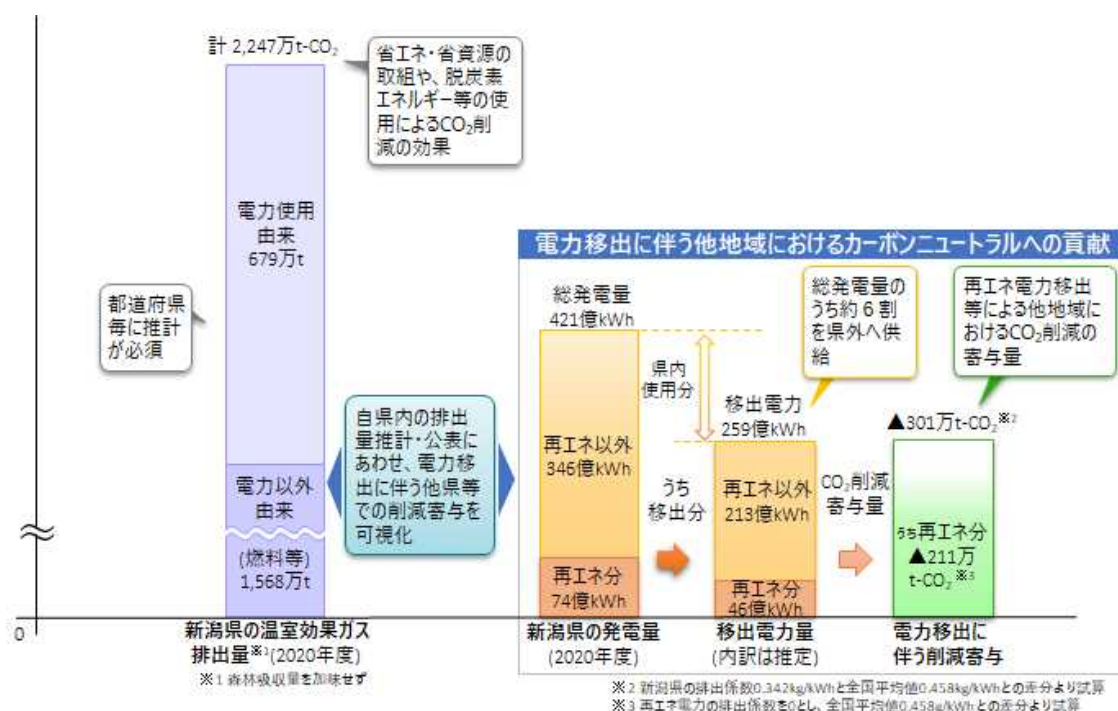 計 2,247万t-CO₂
省エネ・省資源の
取組や、脱炭素
エネルギー等の使
用によるCO₂削
減の効果
電力使用
由来
679万t
都道府県
毎に推計
が必須
電力以外
由来
(燃料等)
1,568万t
0
新潟県の温室効果ガス
排出量※1(2020年度)
※1 森林吸収量を加味せず
自県内の排出
量推計・公表に
あわせ、電力移
出に伴う他県等
での削減寄与を
可視化
電力移出に伴う他地域におけるカーボンニュートラルへの貢献
総発電量
421億kWh
県内
使用分
再エネ以外
346億kWh
再エネ分
74億kWh
新潟県の発電量
(2020年度)
うち
移出分
総発電量の
うち約6割
を県外へ供
給
移出電力
259億kWh
再エネ以外
213億kWh
再エネ分
46億kWh
移出電力量
(内訳は推定)
CO₂削減
寄与量
再エネ電力移出
等による他地域に
おけるCO₂削減の
寄与量
▲301万t-CO₂※2
うち再エネ分
▲211万
t-CO₂※3
電力移出に
伴う削減寄与
※2 新潟県の排出係数0.342kg/kWhと全国平均値0.458kg/kWhとの差分より試算
※3 再エネ電力の排出係数を0とし、全国平均値0.458g/kWhとの差分より試算